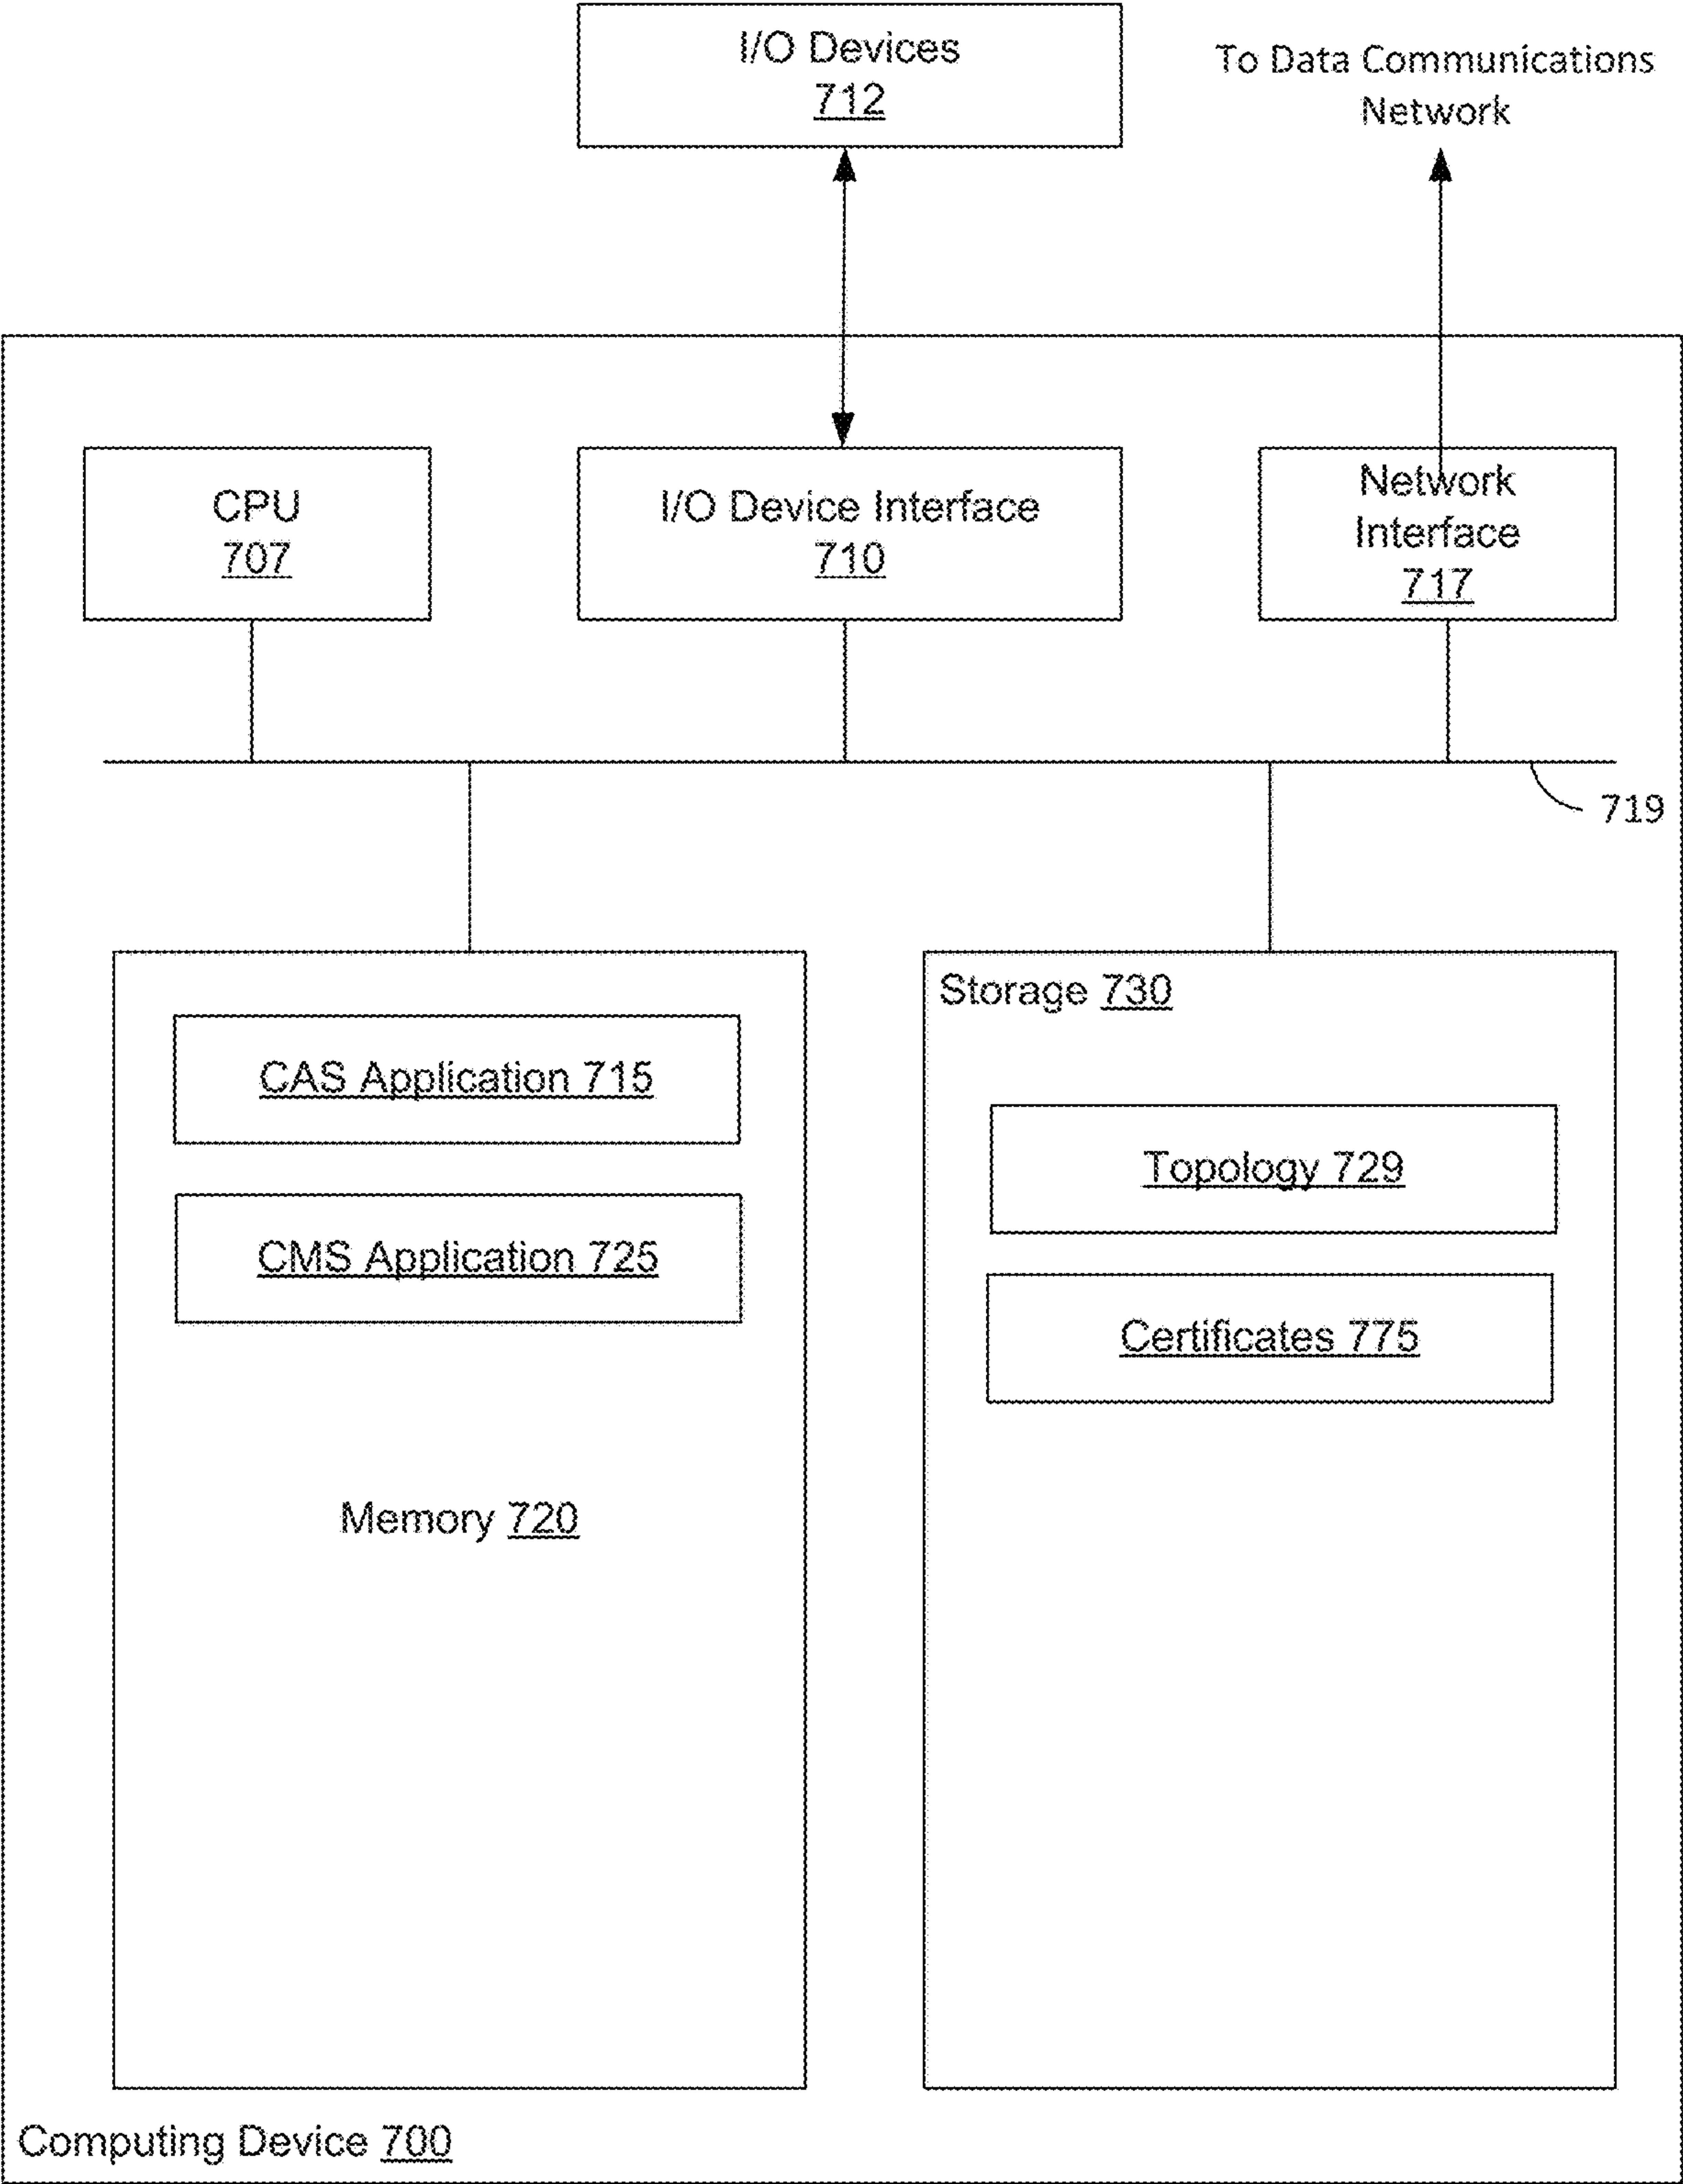 I/O Devices
712
To Data Communications
Network
CPU
707
I/O Device Interface
710
Network
Interface
717
719
CAS Application 715
CMS Application 725
Memory 720
Storage 730
Topology 729
Certificates 775
Computing Device 700